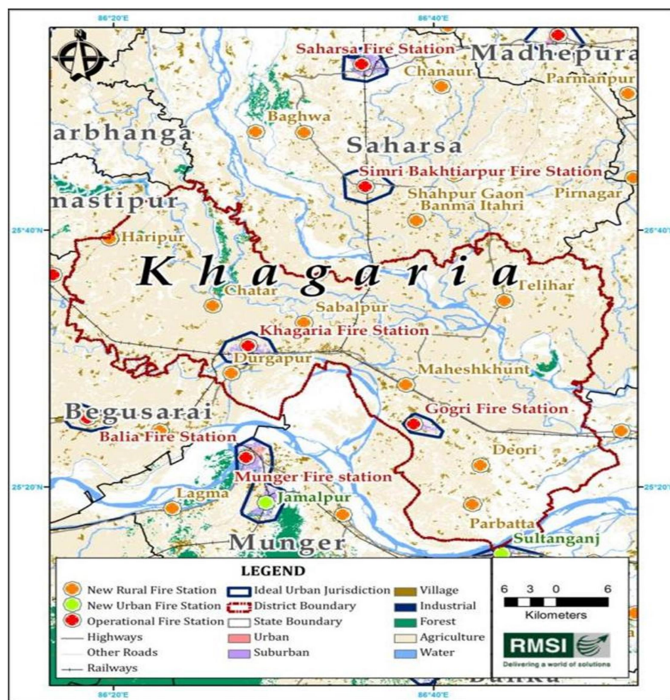 86°20'E
86°40'E
Saharsa Fire Station
Madhepura
Chanaur
Parmanpur
Baghwa
arbhanga
Saharsa
Simri Bakhtiarpur Fire Station
mastipur
Shahpur Gaon
Pirnagar
Banma Itahri
25°40'N
25°40'N
Haripur
Khagaria
Telihar
Chatar
Sabalpur
Khagaria Fire Station
Durgapur
Maheshkhunt
Begusarai
Gogri Fire Station
Balia Fire Station
Deori
Munger Fire station
25°20'N
25°20'N
Lagma
Jamalpur
Parbatta
Sultanganj
Munger
LEGEND
New Rural Fire Station
New Urban Fire Station
Operational Fire Station
Highways
Other Roads
Railways
Ideal Urban Jurisdiction
District Boundary
State Boundary
Urban
Suburban
Village
Industrial
Forest
Agriculture
Water
6 3 0 6
Kilometers
RMSI
Delivering a world of solutions
86°20'E
86°40'E